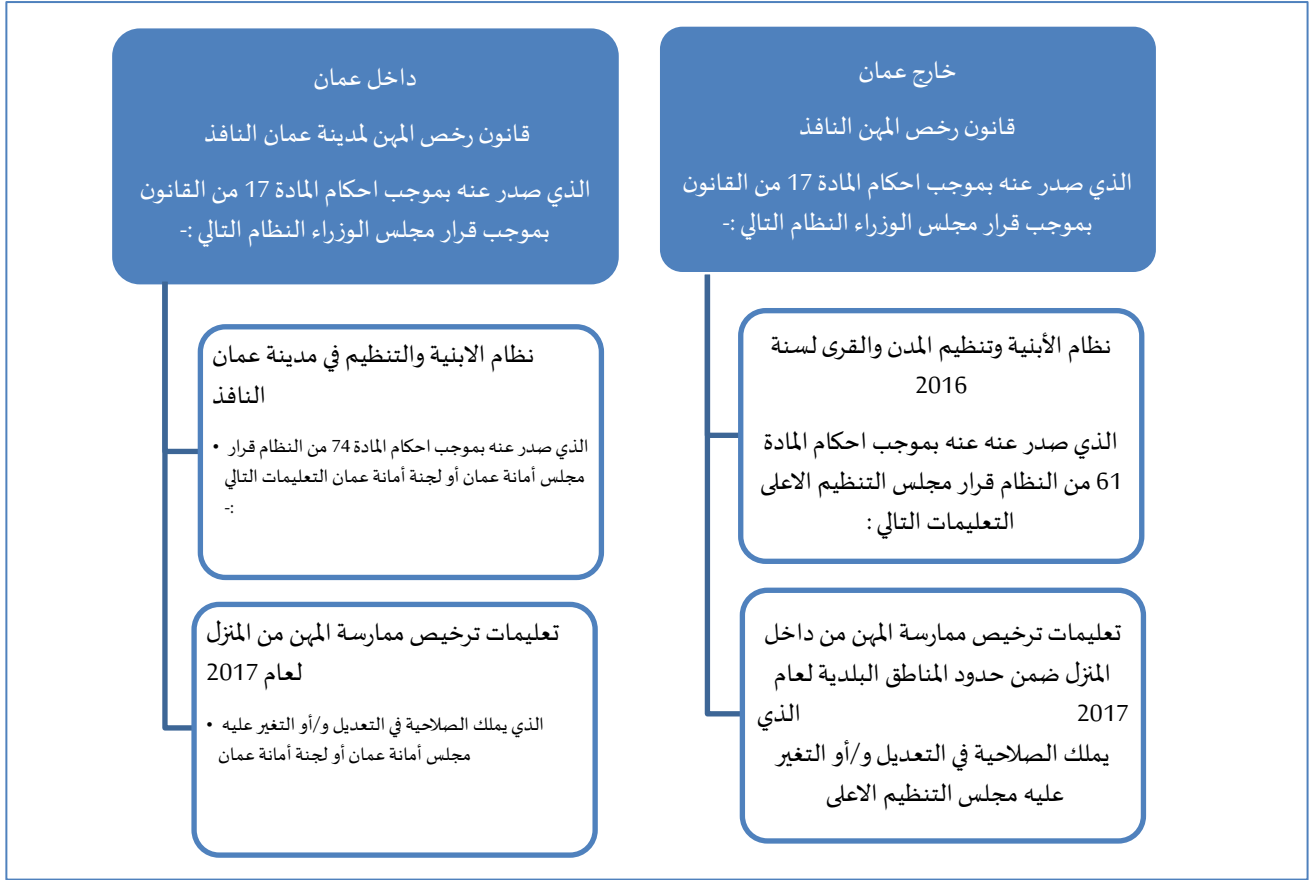 خارج عمان
قانون رخص المهن النافذ
الذي صدر عنه بموجب احكام المادة 17 من القانون
بموجب قرار مجلس الوزراء النظام التالي :-
نظام الأبنية وتنظيم المدن والقرى لسنة
2016
الذي صدر عنه عنه بموجب احكام المادة
61 من النظام قرار مجلس التنظيم الاعلى
التعليمات التالي :
تعليمات ترخيص ممارسة المهن من داخل
المنزل ضمن حدود المناطق البلدية لعام
2017 الذي
يملك الصلاحية في التعديل و/أو التغير
عليه مجلس التنظيم الاعلى
داخل عمان
قانون رخص المهن لمدينة عمان النافذ
الذي صدر عنه بموجب احكام المادة 17 من القانون
بموجب قرار مجلس الوزراء النظام التالي :-
نظام الابنية والتنظيم في مدينة عمان
النافذ
• الذي صدر عنه بموجب احكام المادة 74 من النظام قرار
مجلس أمانة عمان أو لجنة أمانة عمان التعليمات التالي
:-
تعليمات ترخيص ممارسة المهن من المنزل
لعام 2017
• الذي يملك الصلاحية في التعديل و/أو التغير عليه
مجلس أمانة عمان أو لجنة أمانة عمان